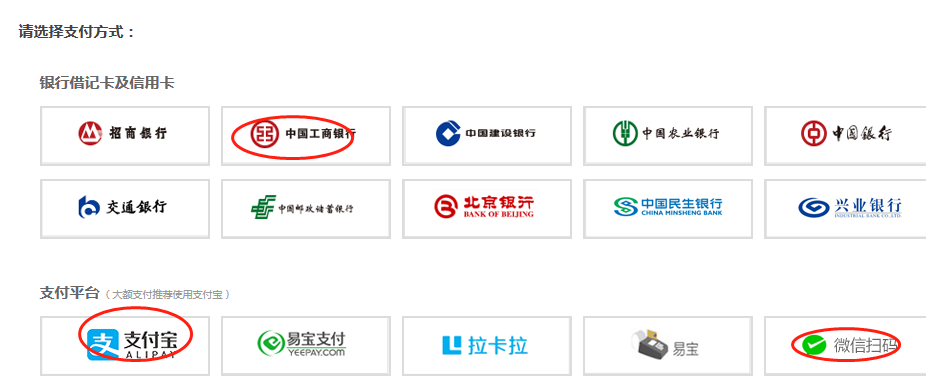 请选择支付方式：
银行借记卡及信用卡
招商银行 中国工商银行 中国建设银行 中国农业银行 中国银行
交通银行 中国邮政储蓄银行 北京银行 BANK OF BEIJING 中国民生银行 CHINA MINSHENG BANK 兴业银行 INDUSTRIAL BANK CO.,LTD.
支付平台（大额支付推荐使用支付宝）
支 支付宝 ALIPAY 易宝支付 YEEPAY.COM 拉卡拉 易宝 微信扫码